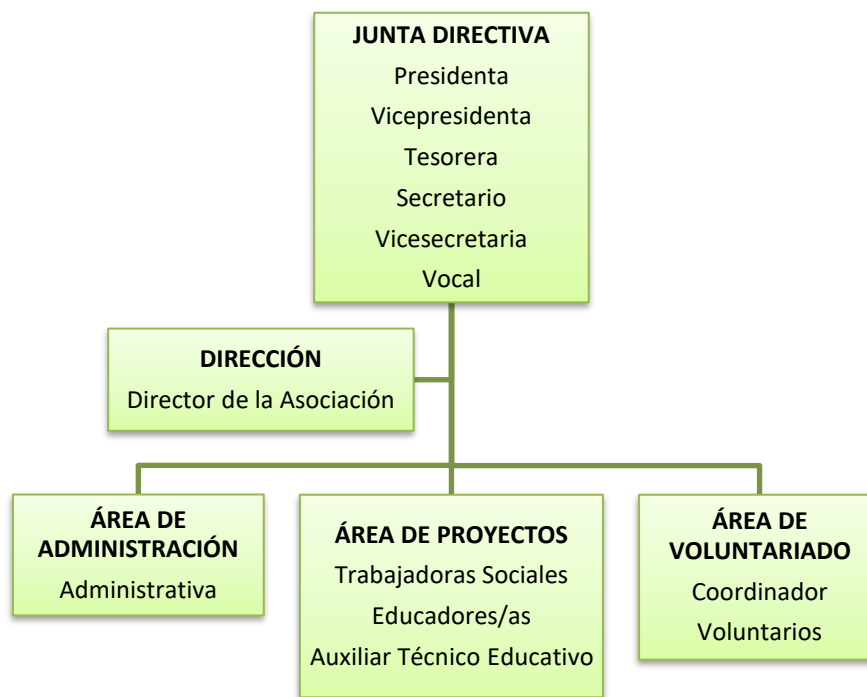 JUNTA DIRECTIVA
Presidenta
Vicepresidenta
Tesorera
Secretario
Vicesecretaria
Vocal
DIRECCIÓN
Director de la Asociación
ÁREA DE
ADMINISTRACIÓN
Administrativa
ÁREA DE PROYECTOS
Trabajadoras Sociales
Educadores/as
Auxiliar Técnico Educativo
ÁREA DE
VOLUNTARIADO
Coordinador
Voluntarios